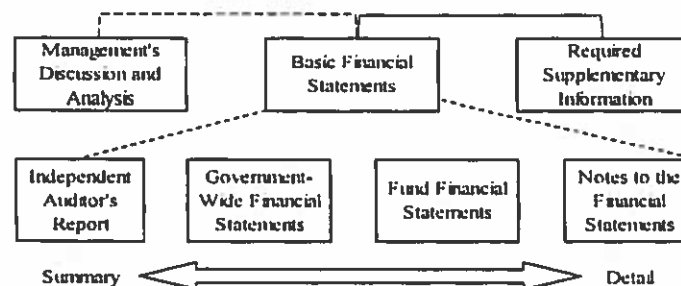 Management's
Discussion and
Analysis
Basic Financial
Statements
Required
Supplementary
Information
Independent
Auditor's
Report
Government-
Wide Financial
Statements
Fund Financial
Statements
Notes to the
Financial
Statements
Summary
Detail